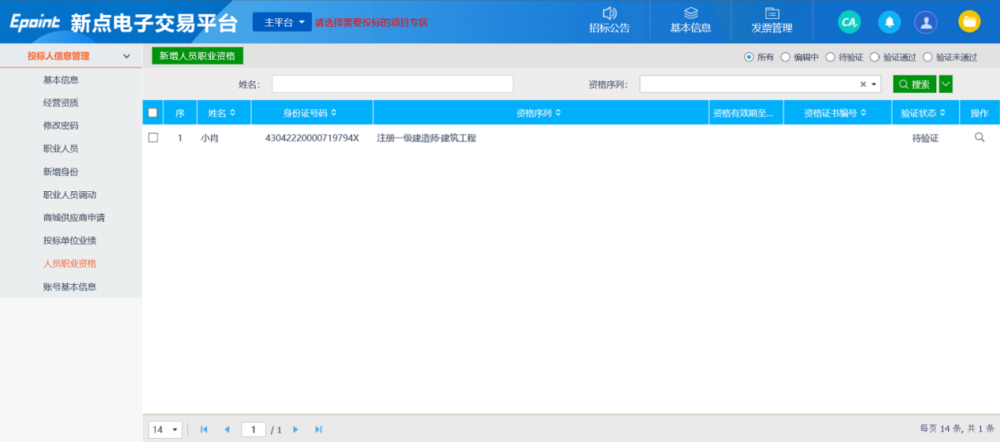 Epoint 新点电子交易平台 主平台 请选择需要投标的项目专区
招标公告 基本信息 发票管理 CA
投标人信息管理
基本信息
经营资质
修改密码
职业人员
新增身份
职业人员调动
商城供应商申请
投标单位业绩
人员职业资格
账号基本信息
新增人员职业资格 所有 编辑中 待验证 验证通过 验证未通过
姓名: 资格序列: 搜索
序 姓名 身份证号码 资格序列 资格有效期至... 资格证书编号 验证状态 操作
1 小肖 43042220000719794X 注册一级建造师·建筑工程 待验证
14 1 / 1 每页 14 条, 共 1 条